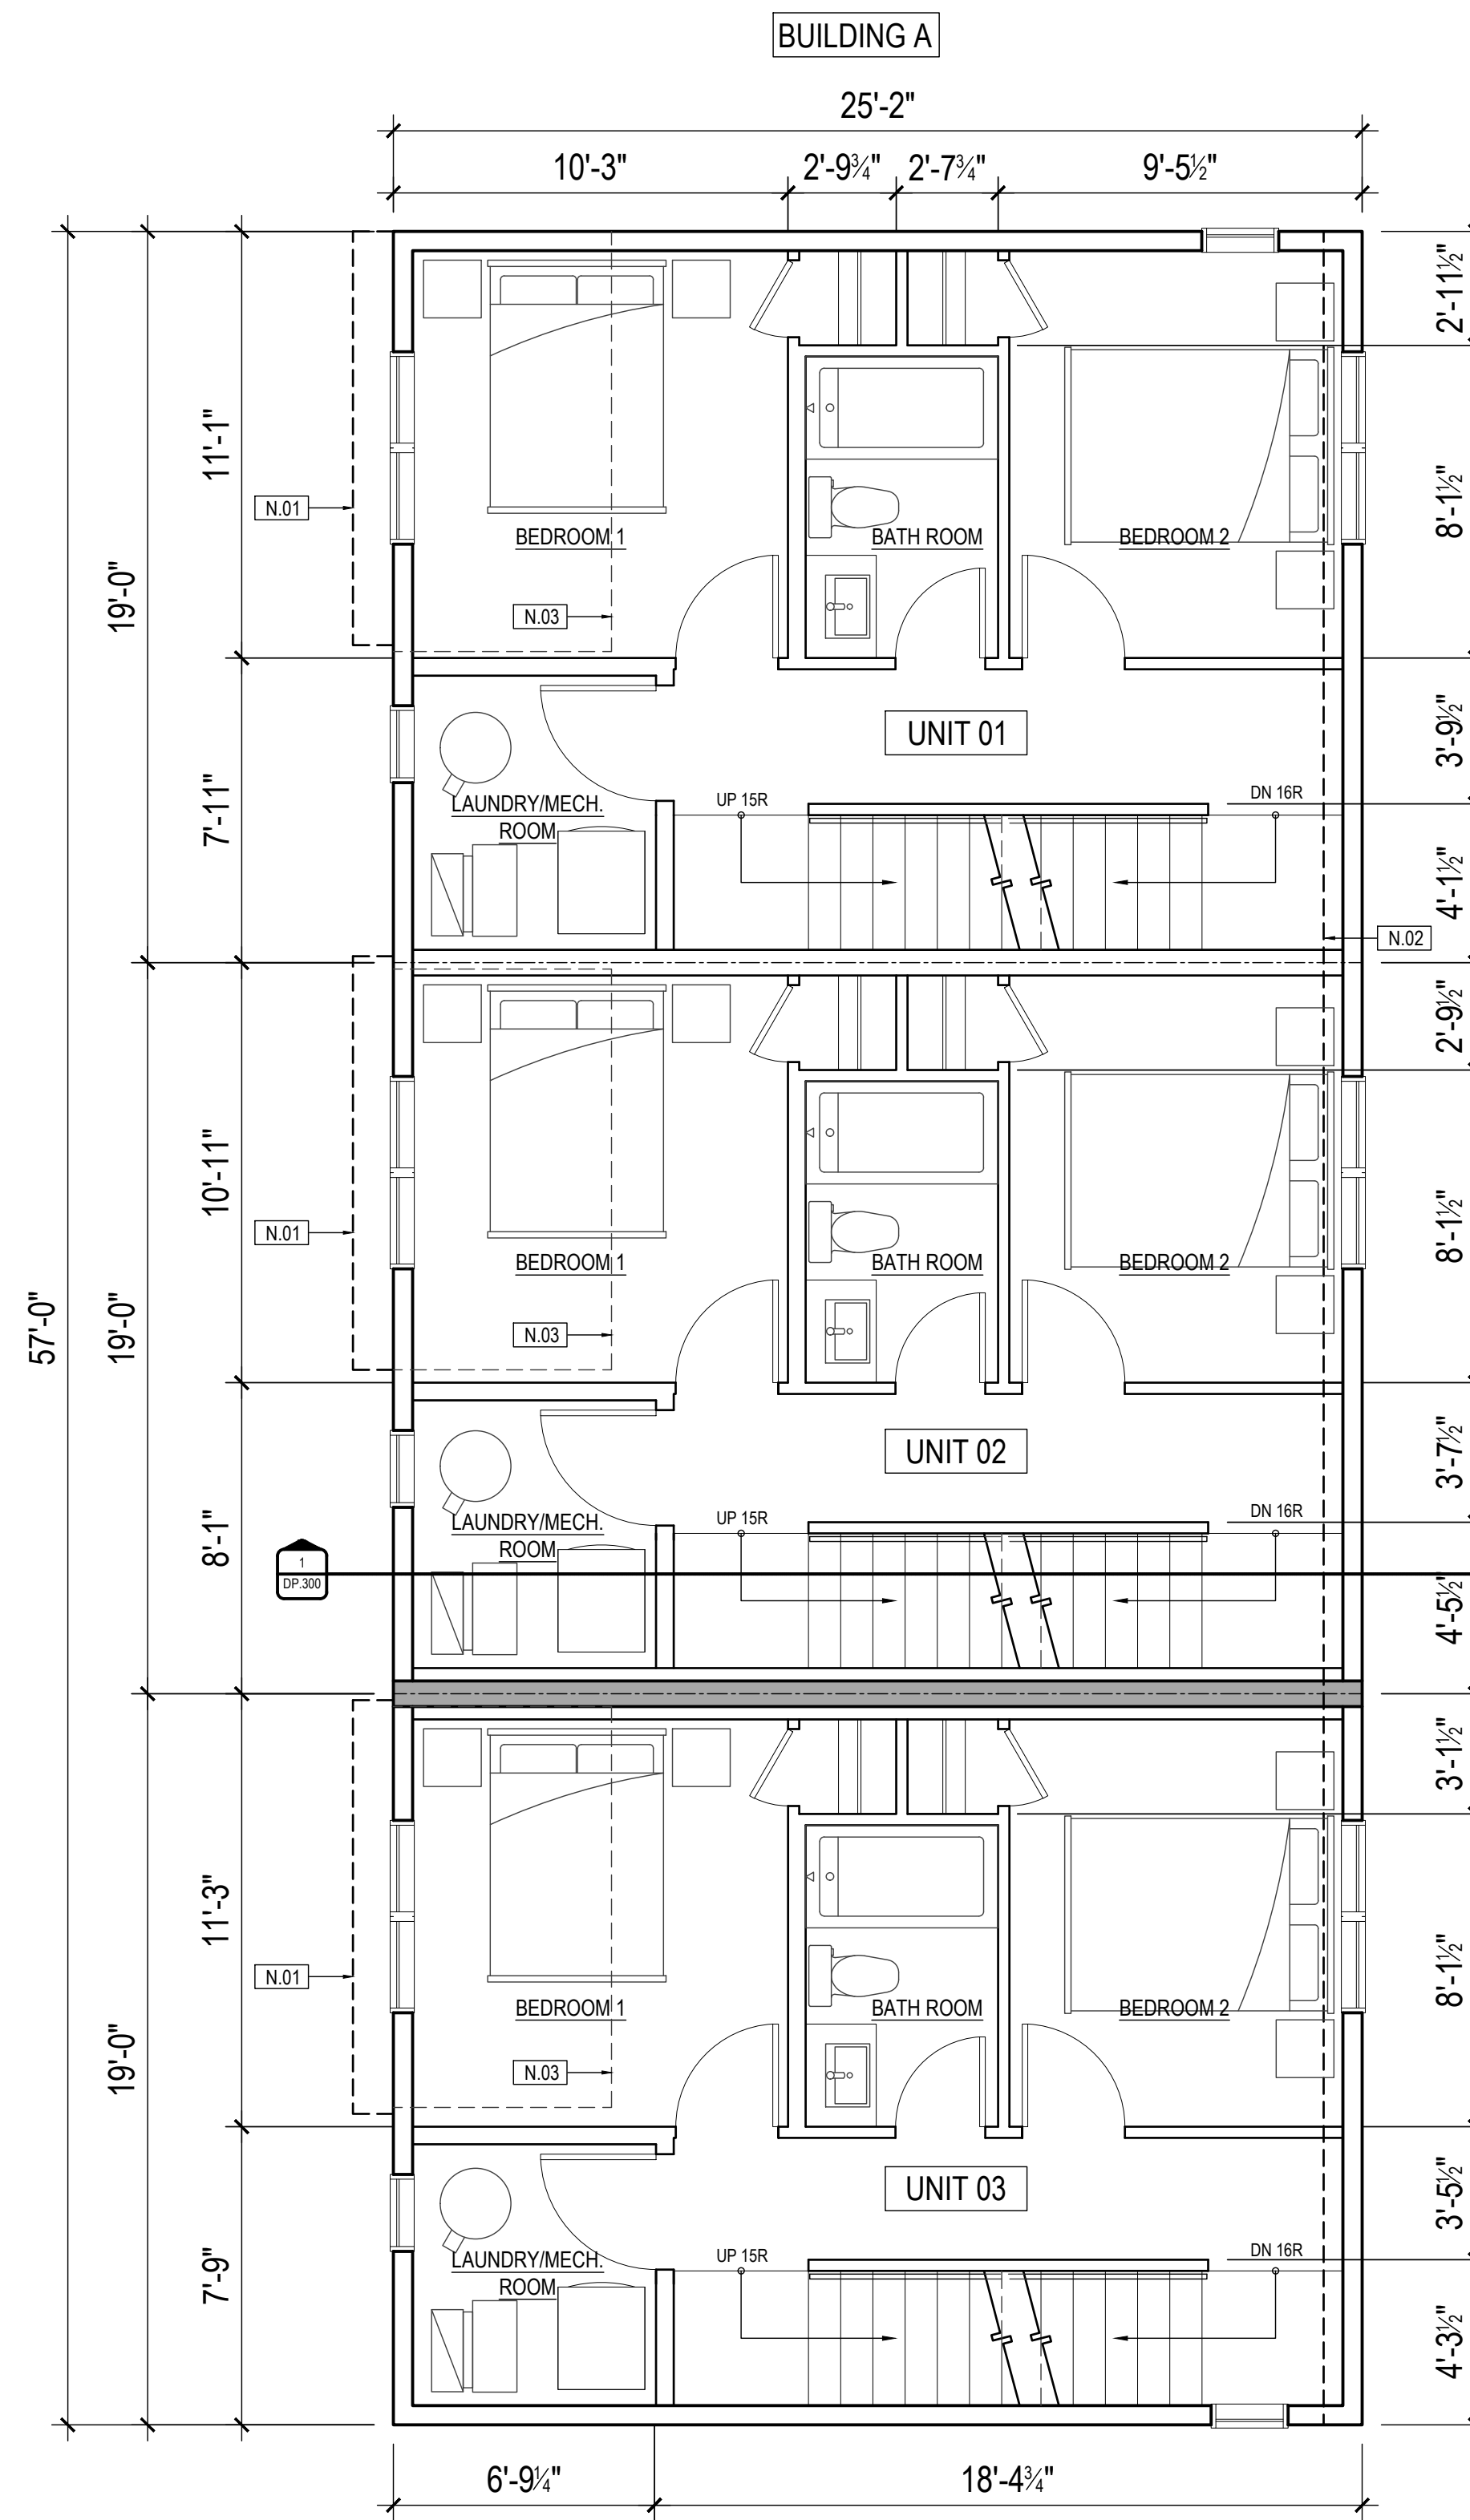 BUILDING A
25'-2"
10'-3"
2'-9¾"
2'-7¾"
9'-5½"
2'-11½"
11'-1"
8'-1½"
N.01
BEDROOM 1
BATH ROOM
BEDROOM 2
19'-0"
N.03
UNIT 01
3'-9½"
7'-11"
LAUNDRY/MECH.
ROOM
UP 15R
DN 16R
4'-1½"
N.02
2'-9½"
10'-11"
8'-1½"
N.01
BEDROOM 1
BATH ROOM
BEDROOM 2
57'-0"
19'-0"
N.03
UNIT 02
3'-7½"
8'-1"
LAUNDRY/MECH.
ROOM
UP 15R
DN 16R
1
DP.300
4'-5½"
3'-1½"
11'-3"
8'-1½"
N.01
BEDROOM 1
BATH ROOM
BEDROOM 2
19'-0"
N.03
UNIT 03
3'-5½"
7'-9"
LAUNDRY/MECH.
ROOM
UP 15R
DN 16R
4'-3½"
6'-9¼"
18'-4¾"